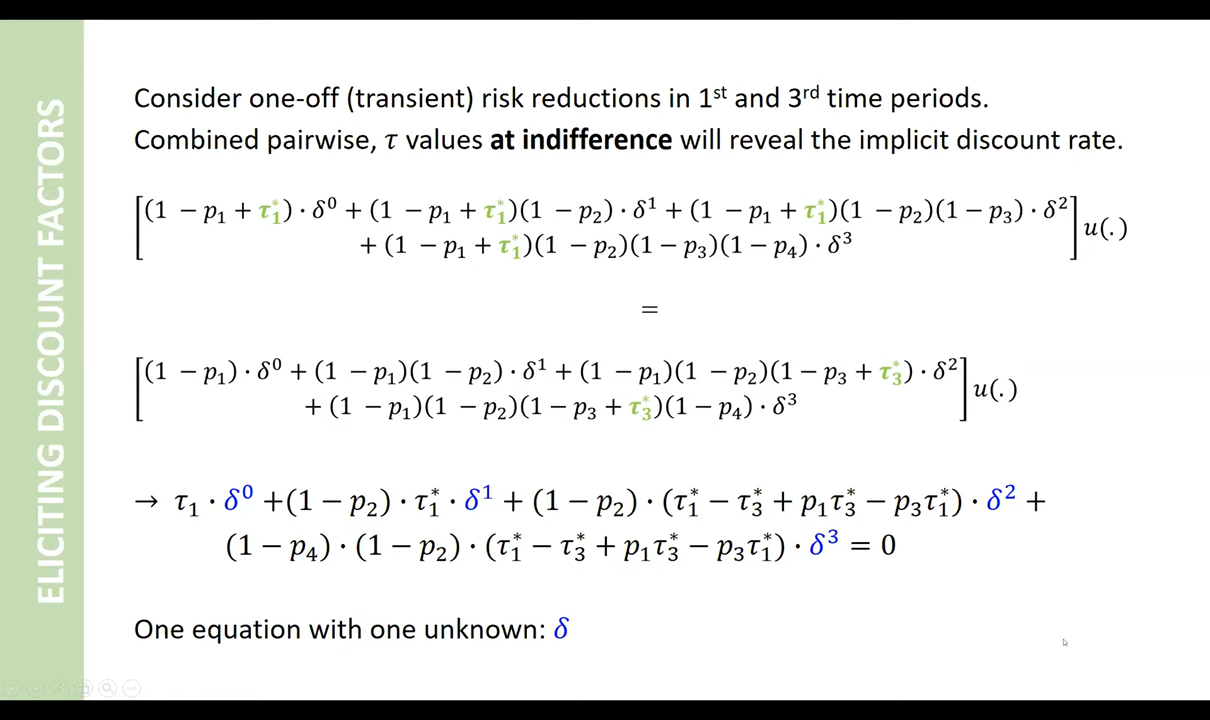 ELICITING DISCOUNT FACTORS
Consider one-off (transient) risk reductions in 1st and 3rd time periods.
Combined pairwise, τ values at indifference will reveal the implicit discount rate.
[(1 − p₁ + τ₁*) · δ⁰ + (1 − p₁ + τ₁*)(1 − p₂) · δ¹ + (1 − p₁ + τ₁*)(1 − p₂)(1 − p₃) · δ²
+ (1 − p₁ + τ₁*)(1 − p₂)(1 − p₃)(1 − p₄) · δ³] u(.)
=
[(1 − p₁) · δ⁰ + (1 − p₁)(1 − p₂) · δ¹ + (1 − p₁)(1 − p₂)(1 − p₃ + τ₃*) · δ²
+ (1 − p₁)(1 − p₂)(1 − p₃ + τ₃*)(1 − p₄) · δ³] u(.)
→ τ₁ · δ⁰ +(1 − p₂) · τ₁* · δ¹ + (1 − p₂) · (τ₁* − τ₃* + p₁τ₃* − p₃τ₁*) · δ² +
(1 − p₄) · (1 − p₂) · (τ₁* − τ₃* + p₁τ₃* − p₃τ₁*) · δ³ = 0
One equation with one unknown: δ